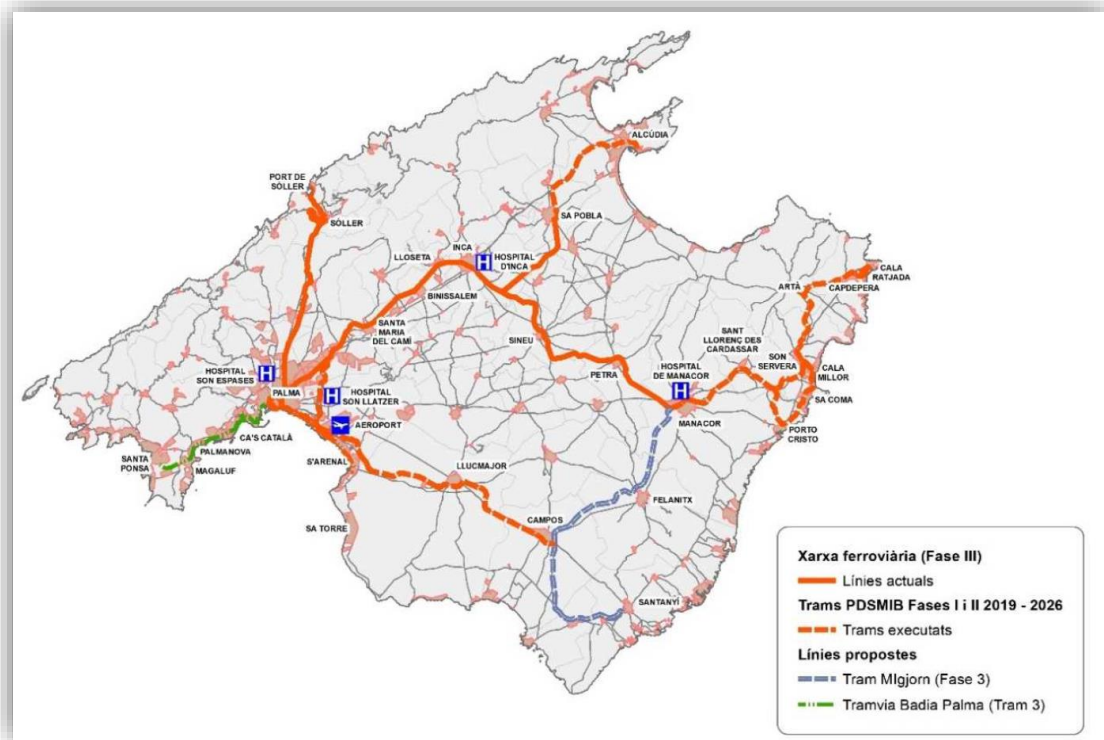 ALCÚDIA
PORT DE
SÓLLER
SÓLLER
SA POBLA
INCA
LLOSETA
H
HOSPITAL
D'INCA
CALA
RATJADA
ARTÀ
CAPDEPERA
BINISSALEM
SANTA
MARIA
DEL CAMÍ
SINEU
SANT
LLORENÇ DES
CARDASSAR
SON
SERVERA
HOSPITAL
DE MANACOR
H
CALA
MILLOR
SA COMA
HOSPITAL
SON ESPASES
H
PETRA
PALMA
H
HOSPITAL
SON LLATZER
MANACOR
AEROPORT
PORTO
CRISTO
CA'S CATALÀ
PALMANOVA
SANTA
PONSA
MAGALUF
S'ARENAL
LLUCMAJOR
FELANITX
SA TORRE
CAMPOS
SANTANYÍ
Xarxa ferroviària (Fase III)
Línies actuals
Trams PDSMIB Fases I i II 2019 - 2026
Trams executats
Línies propostes
Tram MIgjorn (Fase 3)
Tramvia Badia Palma (Tram 3)